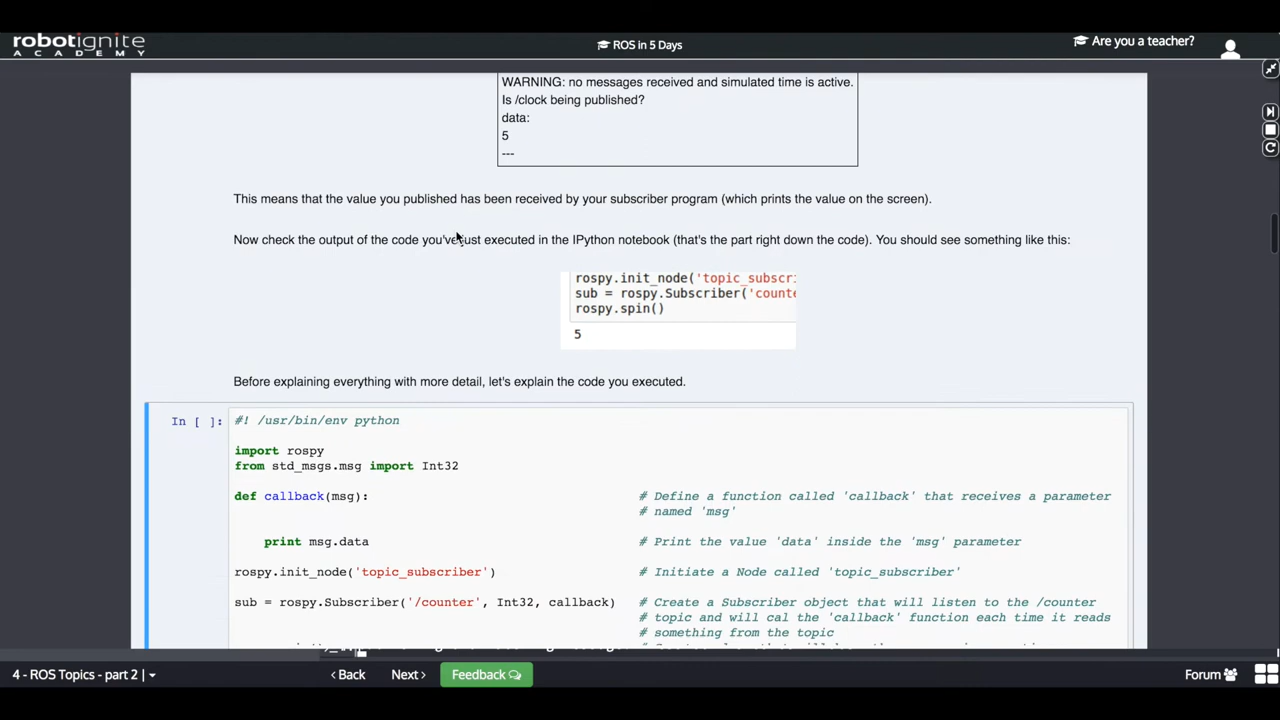 robotignite
ACADEMY
ROS in 5 Days
Are you a teacher?
WARNING: no messages received and simulated time is active.
Is /clock being published?
data:
5
---
This means that the value you published has been received by your subscriber program (which prints the value on the screen).
Now check the output of the code you've just executed in the IPython notebook (that's the part right down the code). You should see something like this:
rospy.init_node('topic_subscri
sub = rospy.Subscriber('counte
rospy.spin()
5
Before explaining everything with more detail, let's explain the code you executed.
In [ ]:
#! /usr/bin/env python
import rospy
from std_msgs.msg import Int32
def callback(msg): # Define a function called 'callback' that receives a parameter
# named 'msg'
print msg.data # Print the value 'data' inside the 'msg' parameter
rospy.init_node('topic_subscriber') # Initiate a Node called 'topic_subscriber'
sub = rospy.Subscriber('/counter', Int32, callback) # Create a Subscriber object that will listen to the /counter
# topic and will cal the 'callback' function each time it reads
# something from the topic
4 - ROS Topics - part 2 |
Back
Next
Feedback
Forum